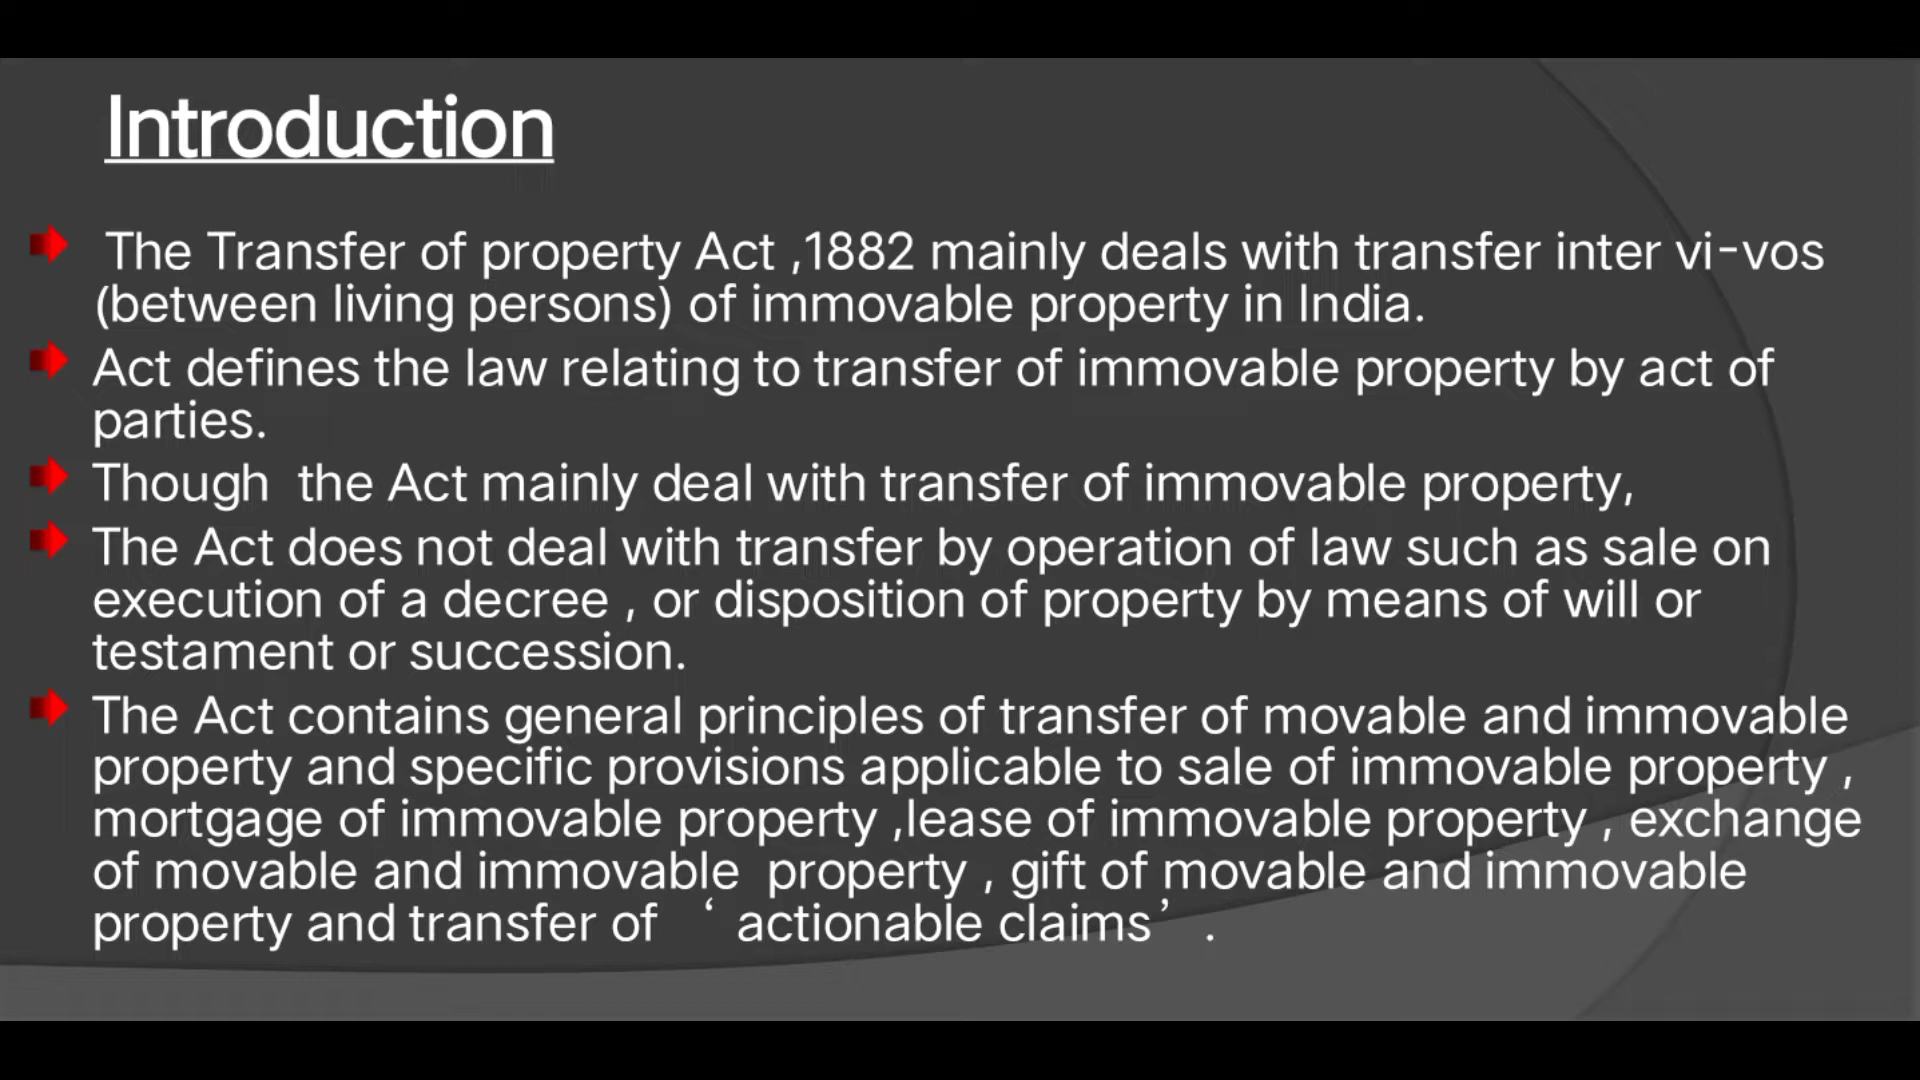 Introduction
The Transfer of property Act ,1882 mainly deals with transfer inter vi-vos
(between living persons) of immovable property in India.
Act defines the law relating to transfer of immovable property by act of
parties.
Though  the Act mainly deal with transfer of immovable property,
The Act does not deal with transfer by operation of law such as sale on
execution of a decree , or disposition of property by means of will or
testament or succession.
The Act contains general principles of transfer of movable and immovable
property and specific provisions applicable to sale of immovable property ,
mortgage of immovable property ,lease of immovable property , exchange
of movable and immovable  property , gift of movable and immovable
property and transfer of  ‘ actionable claims’ .